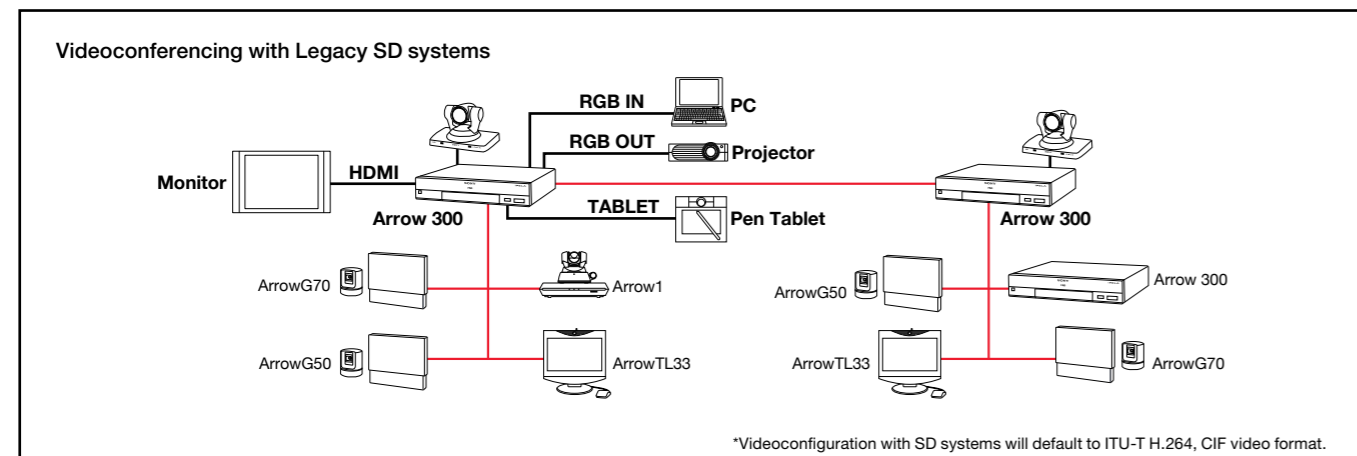 Videoconferencing with Legacy SD systems
RGB IN
PC
RGB OUT
Projector
Monitor
HDMI
TABLET
Pen Tablet
Arrow 300
Arrow 300
ArrowG70
Arrow1
ArrowG50
Arrow 300
ArrowG50
ArrowTL33
ArrowTL33
ArrowG70
*Videoconfiguration with SD systems will default to ITU-T H.264, CIF video format.